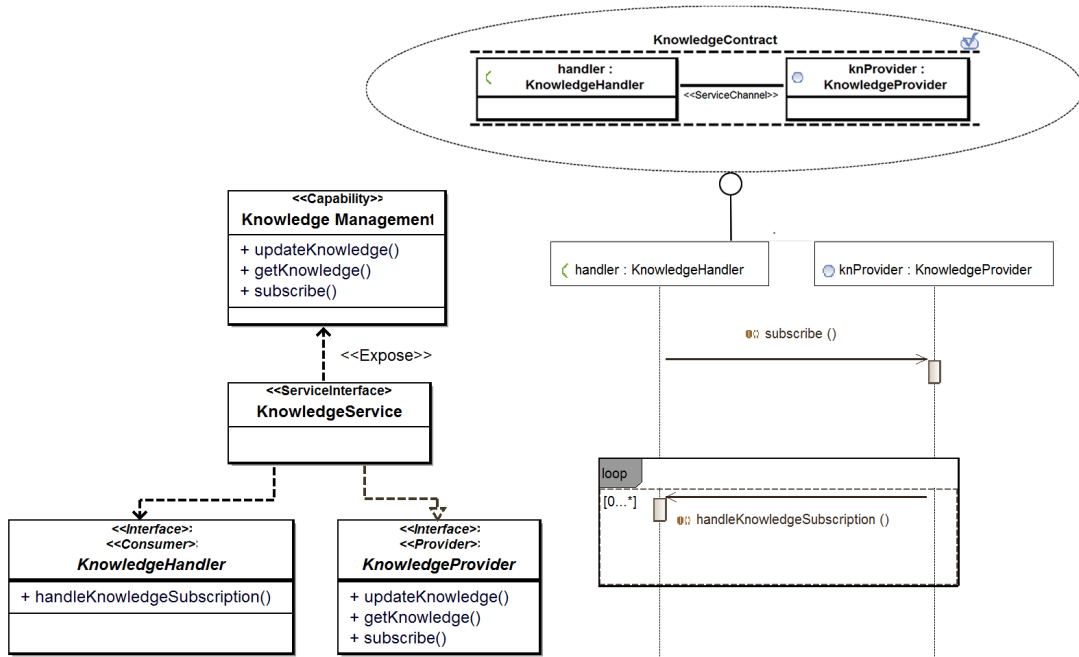 KnowledgeContract
handler :
KnowledgeHandler
<<ServiceChannel>>
knProvider :
KnowledgeProvider
<<Capability>>
Knowledge Management
+ updateKnowledge()
+ getKnowledge()
+ subscribe()
<<Expose>>
<<ServiceInterface>
KnowledgeService
<<Interface>:
<<Consumer>:
KnowledgeHandler
+ handleKnowledgeSubscription()
<<Interface>:
<<Provider>:
KnowledgeProvider
+ updateKnowledge()
+ getKnowledge()
+ subscribe()
handler : KnowledgeHandler
knProvider : KnowledgeProvider
subscribe ()
loop
[0...*]
handleKnowledgeSubscription ()